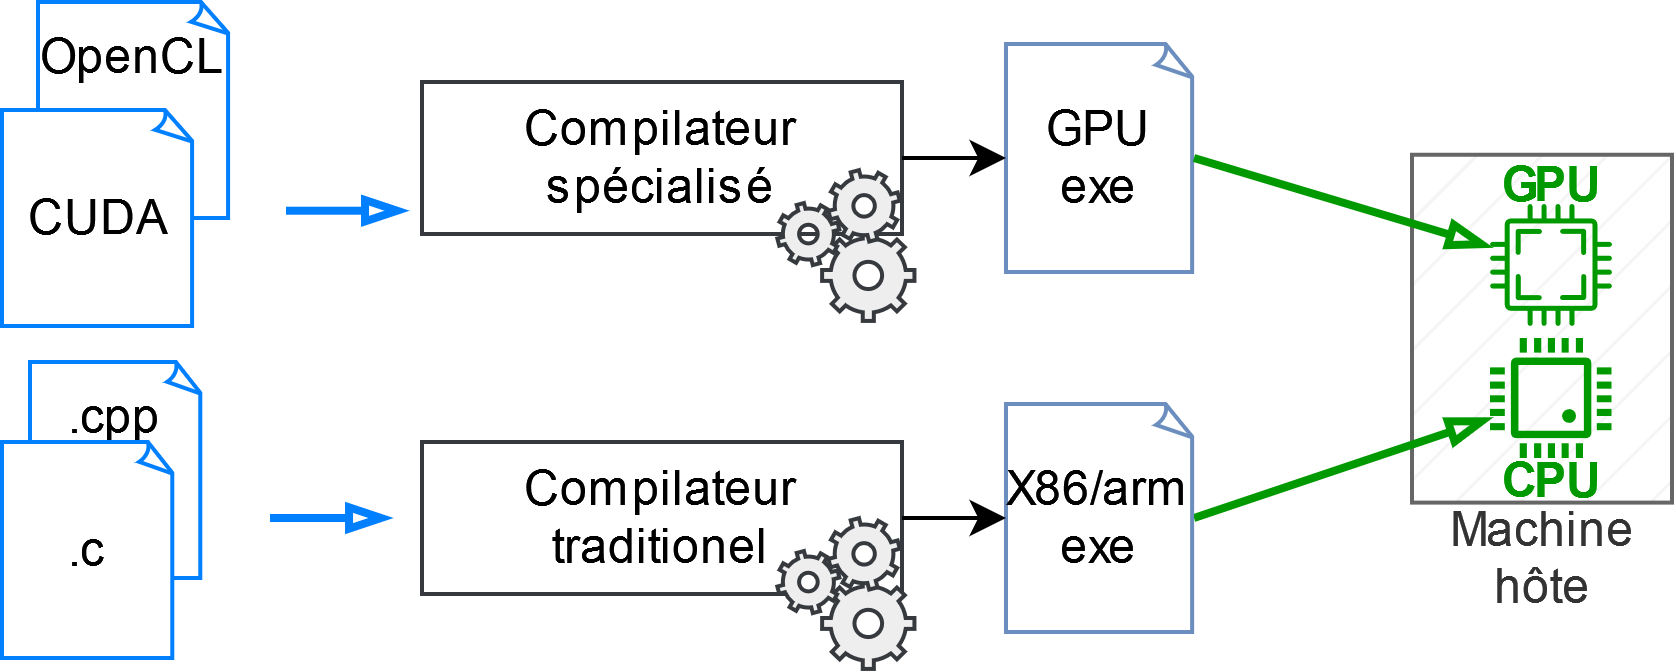 OpenCL
CUDA
Compilateur
spécialisé
GPU
exe
GPU
.cpp
.c
Compilateur
traditionel
X86/arm
exe
CPU
Machine
hôte